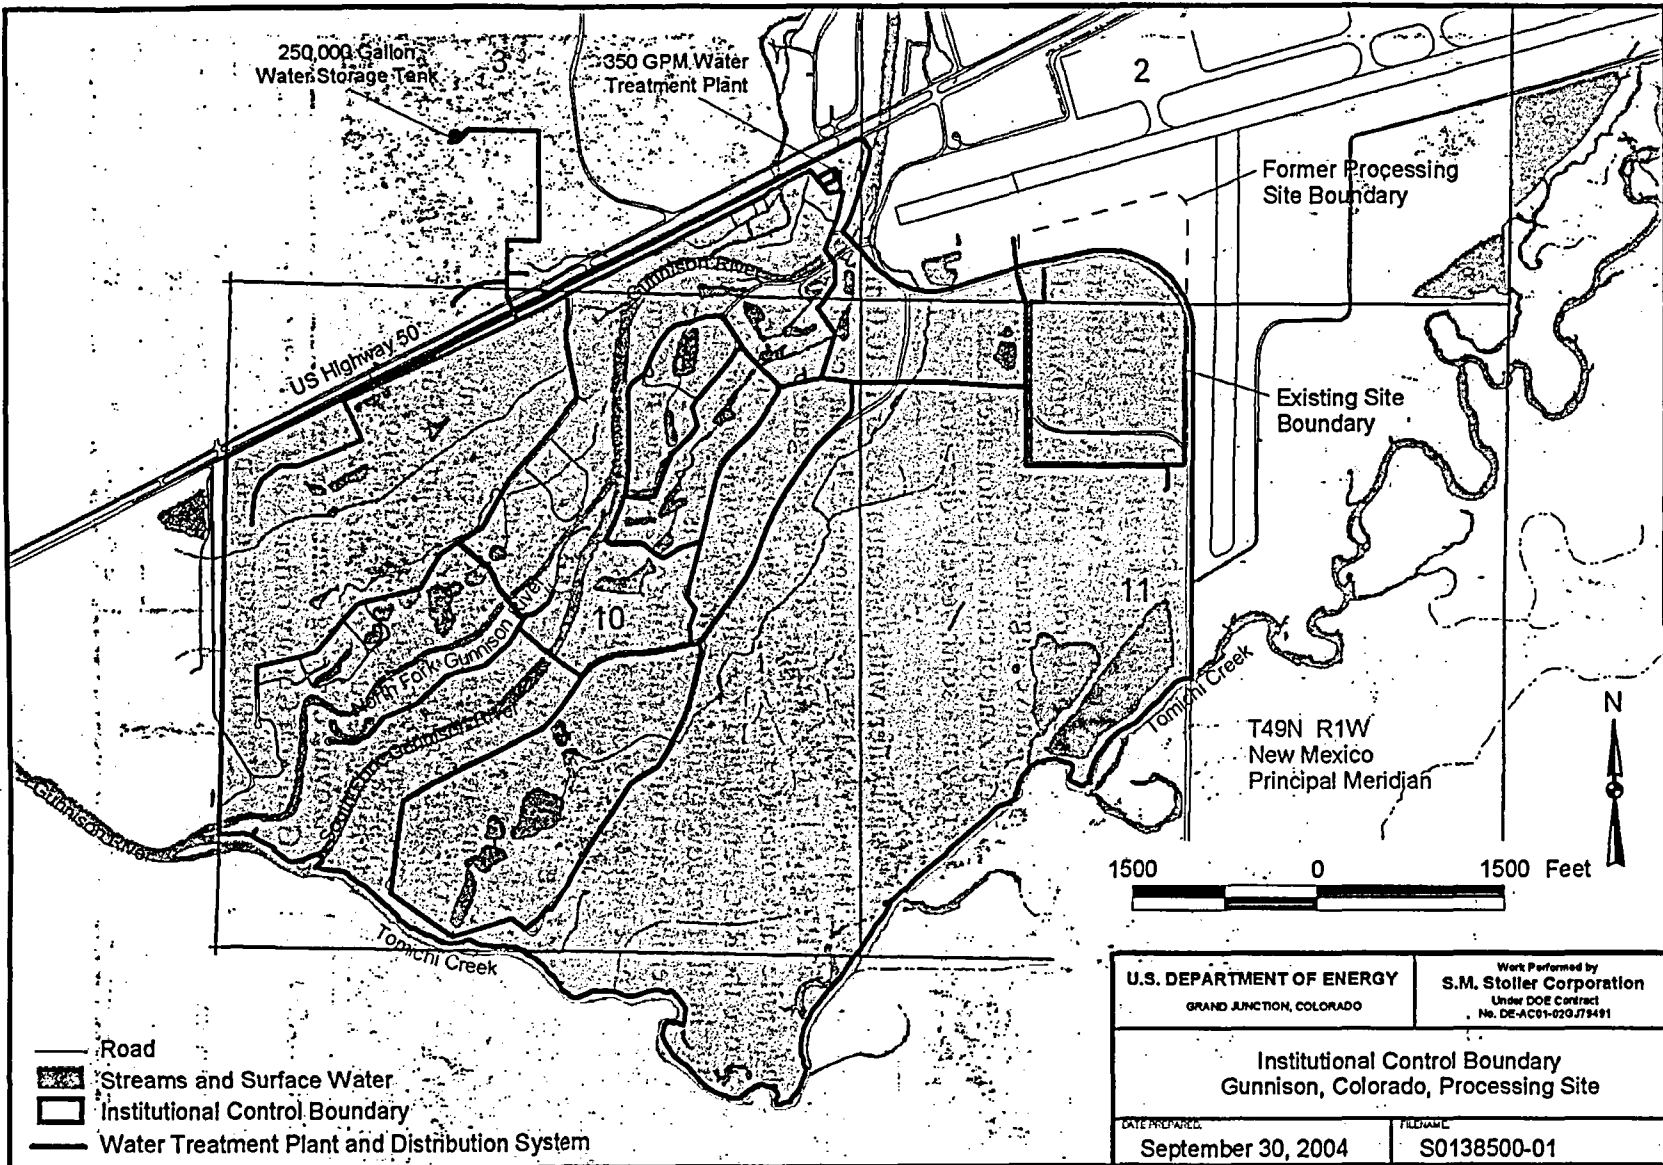 250,000 Gallon
Water Storage Tank
3
350 GPM Water
Treatment Plant
2
Former Processing
Site Boundary
Gunnison River
US Highway 50
Existing Site
Boundary
10
11
North Fork Gunnison River
South Fork Gunnison River
Tomichi Creek
T49N R1W
New Mexico
Principal Meridian
N
Gunnison River
Tomichi Creek
1500 0 1500 Feet
Road
Streams and Surface Water
Institutional Control Boundary
Water Treatment Plant and Distribution System
U.S. DEPARTMENT OF ENERGY
GRAND JUNCTION, COLORADO
Work Performed by
S.M. Stoller Corporation
Under DOE Contract
No. DE-AC01-02GJ79491
Institutional Control Boundary
Gunnison, Colorado, Processing Site
DATE PREPARED:
September 30, 2004
FILENAME:
S0138500-01